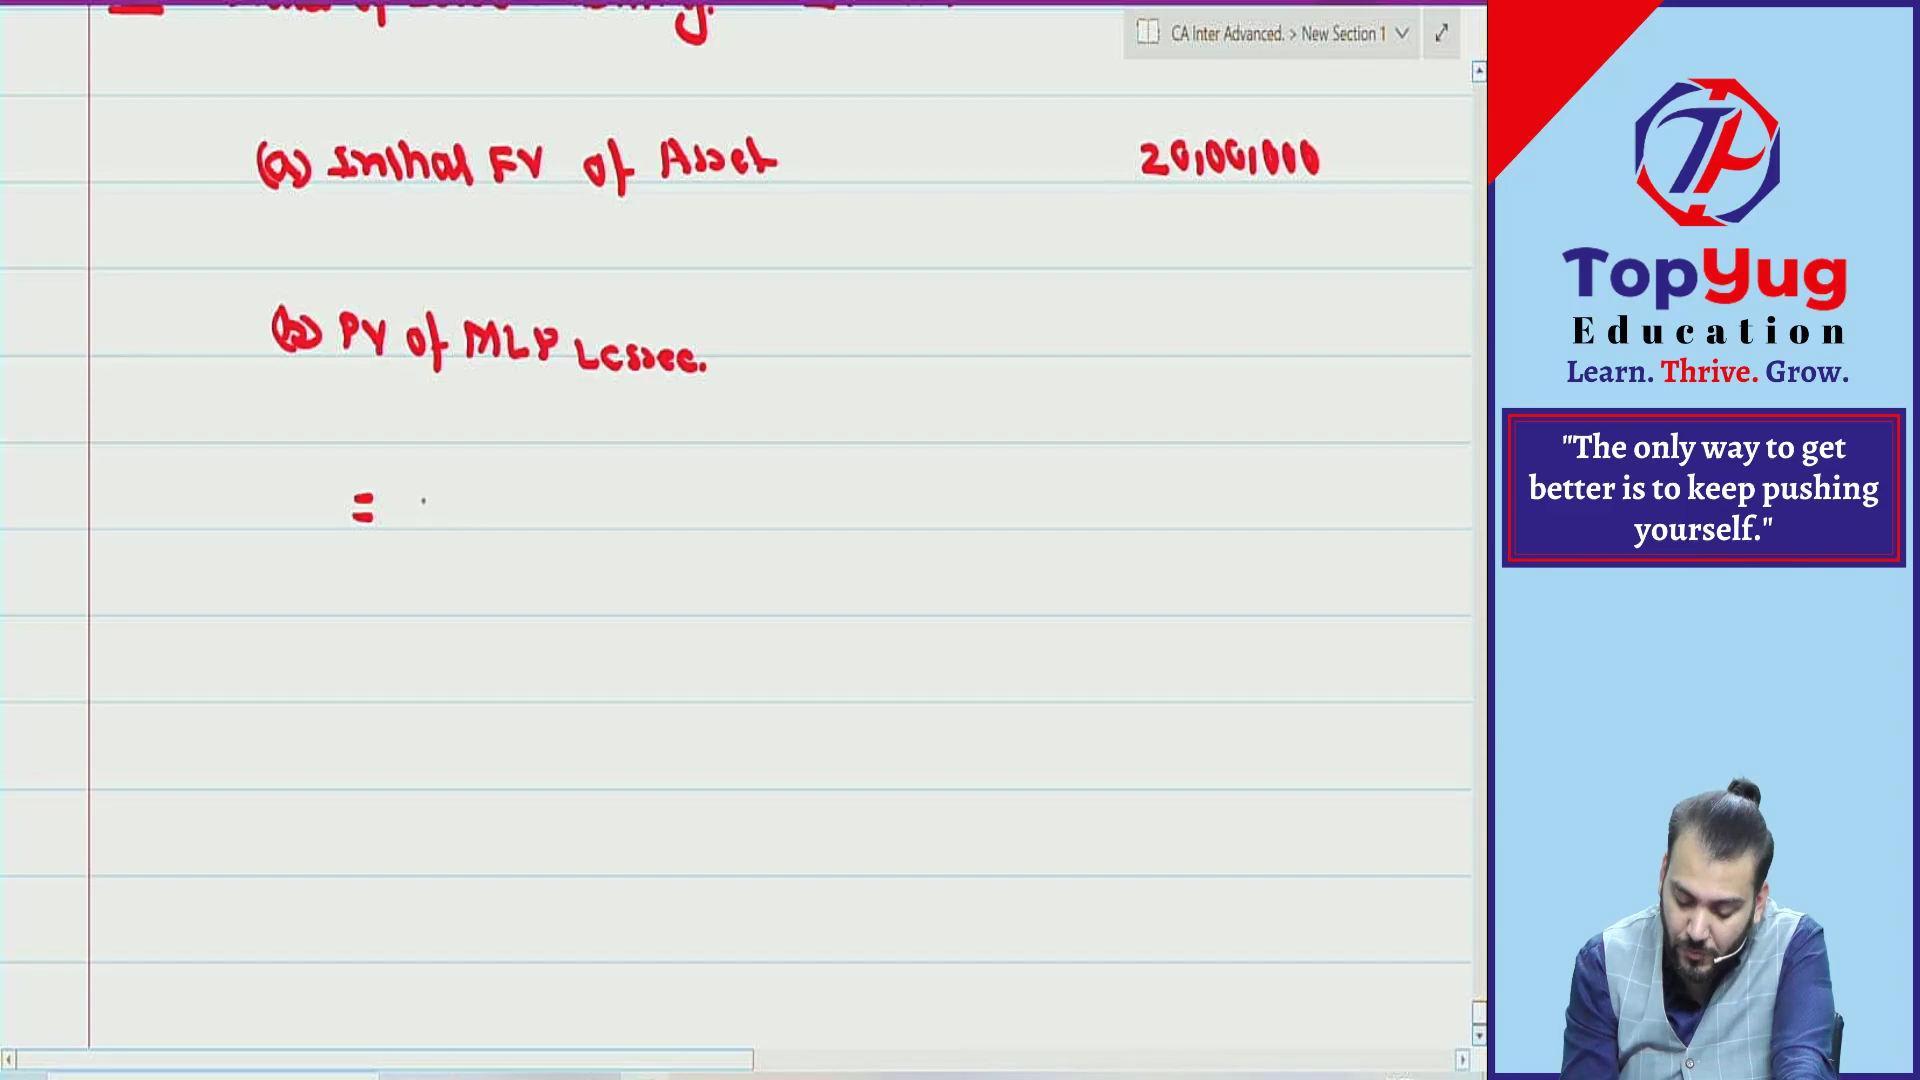 CA Inter Advanced. > New Section 1
(a) Initial FV of Asset 20,00,000
(b) PV of MLP Lessee.
=
TopYug
Education
Learn. Thrive. Grow.
"The only way to get
better is to keep pushing
yourself."